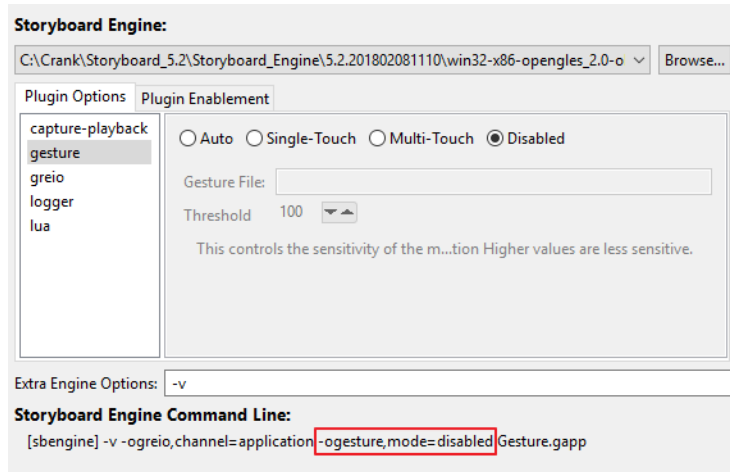 Storyboard Engine:
C:\Crank\Storyboard_5.2\Storyboard_Engine\5.2.201802081110\win32-x86-opengles_2.0-o Browse...
Plugin Options Plugin Enablement
capture-playback
gesture
greio
logger
lua
Auto Single-Touch Multi-Touch Disabled
Gesture File:
Threshold 100
This controls the sensitivity of the m...tion Higher values are less sensitive.
Extra Engine Options: -v
Storyboard Engine Command Line:
[sbengine] -v -ogreio,channel=application -ogesture,mode=disabled Gesture.gapp